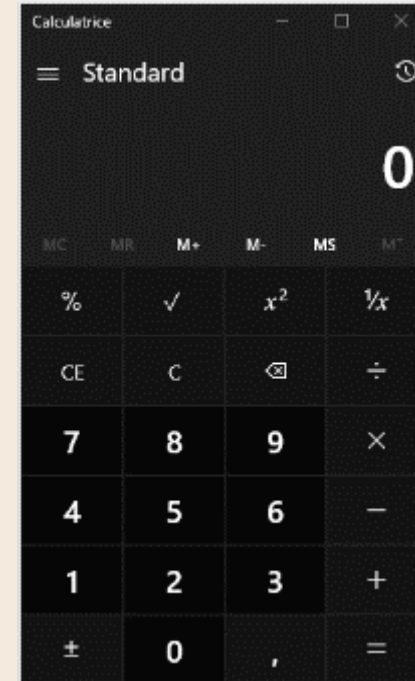 Calculatrice
Standard
0
MC MR M+ M- MS M˅
% √ x² ¹/x
CE C ⌫ ÷
7 8 9 ×
4 5 6 −
1 2 3 +
± 0 , =